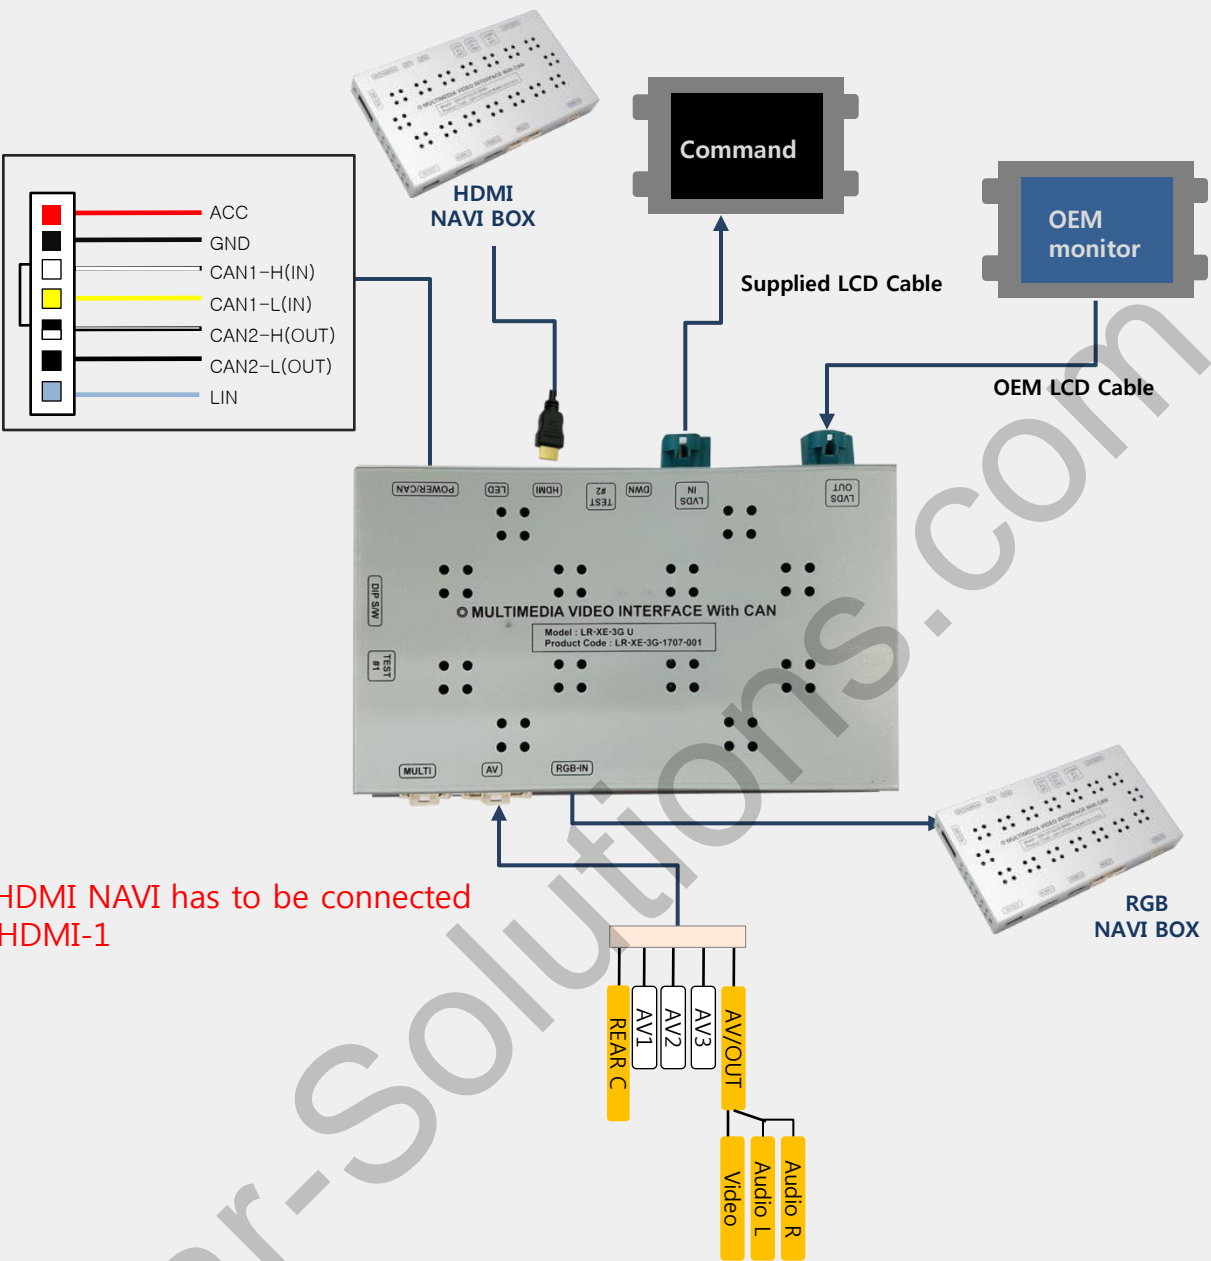 HDMI
NAVI BOX
Command
OEM
monitor
ACC
GND
CAN1-H(IN)
CAN1-L(IN)
CAN2-H(OUT)
CAN2-L(OUT)
LIN
Supplied LCD Cable
OEM LCD Cable
POWER/CAN
LED
HDMI
TEST
#2
DWN
LVDS
IN
LVDS
OUT
DIP S/W
TEST
#1
MULTIMEDIA VIDEO INTERFACE With CAN
Model : LR-XE-3G U
Product Code : LR-XE-3G-1707-001
MULTI
AV
RGB-IN
HDMI NAVI has to be connected
HDMI-1
RGB
NAVI BOX
REAR C
AV1
AV2
AV3
AV/OUT
Video
Audio L
Audio R
r-Solutions.com